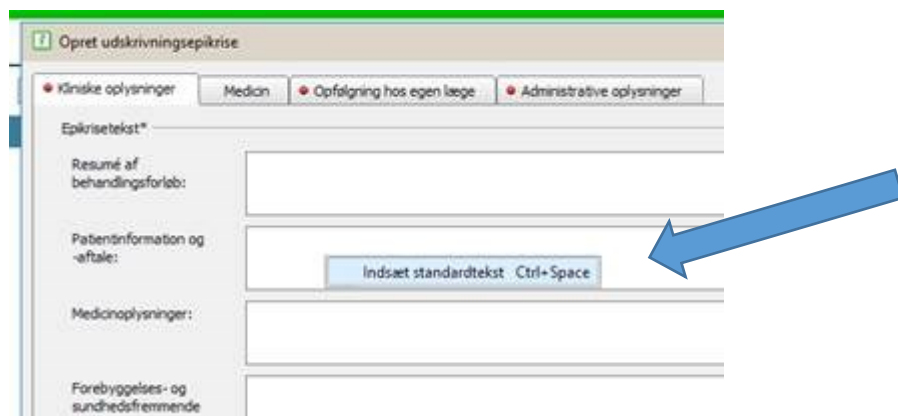 Opret udskrivningsepikrise
Kliniske oplysninger Medicin Opfølgning hos egen læge Administrative oplysninger
Epikrisetekst*
Resumé af
behandlingsforløb:
Patientinformation og
-aftale:
Indsæt standardtekst Ctrl+Space
Medicinoplysninger:
Forebyggelses- og
sundhedsfremmende